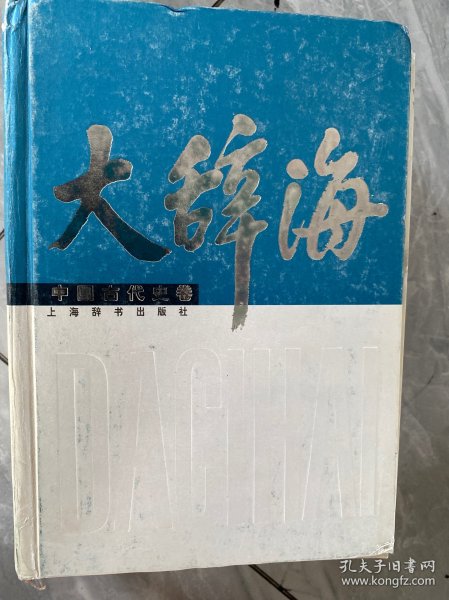 大辞海
中国古代史卷
上海辞书出版社
DACIHAI
孔夫子旧书网
www.kongfz.com